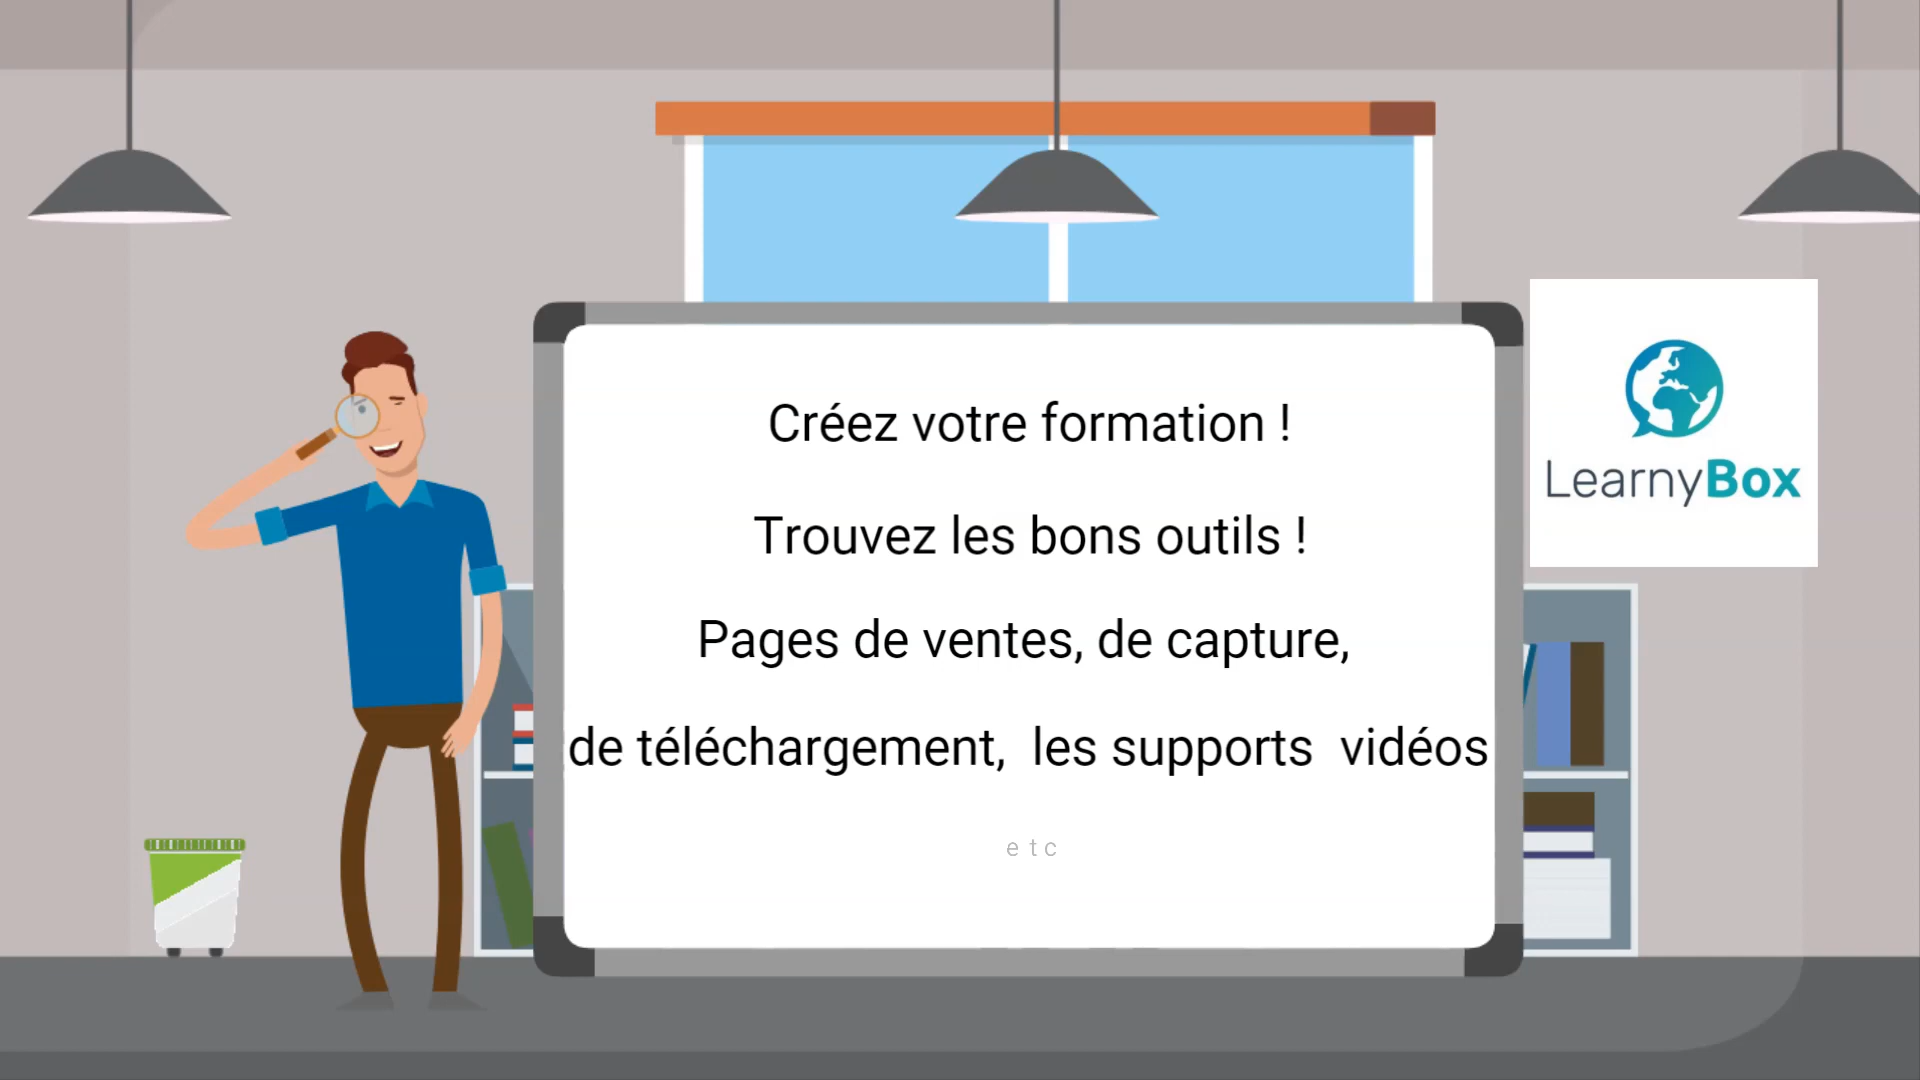 Créez votre formation !
Trouvez les bons outils !
Pages de ventes, de capture,
de téléchargement, les supports vidéos
etc
LearnyBox